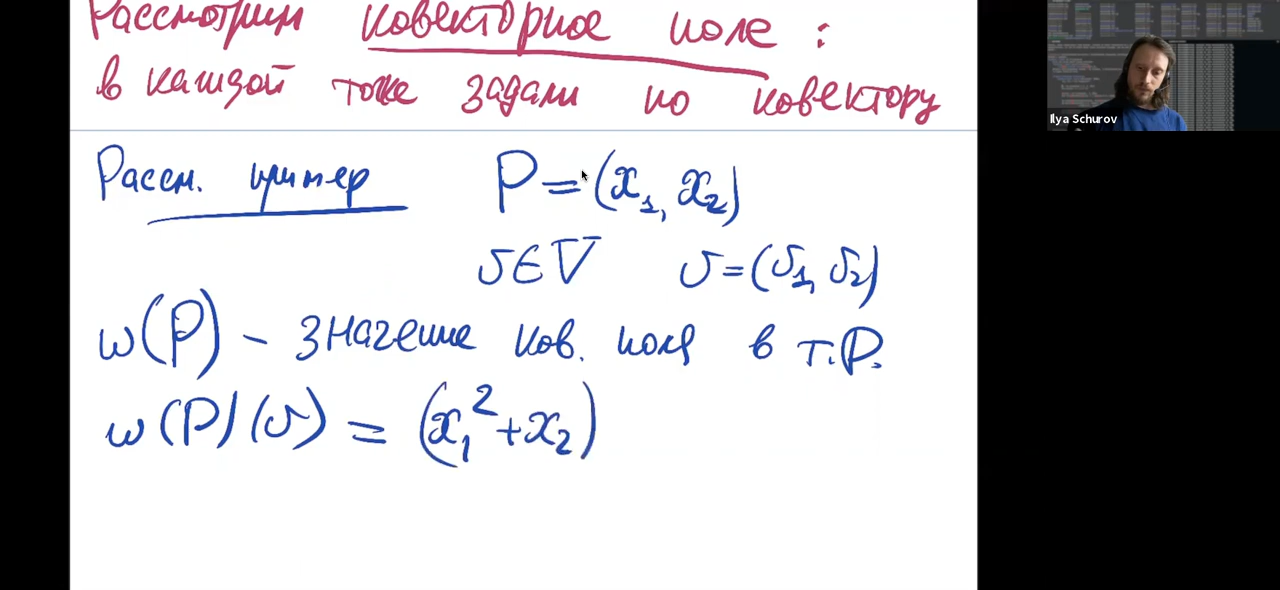 Рассмотрим ковекторное поле :
в каждой точке задали по ковектору
Рассм. пример P = (x₁, x₂)
v ∈ V v = (v₁, v₂)
ω(P) – значение ков. поля в т. P.
ω(P)(v) = (x₁² + x₂)
Ilya Schurov